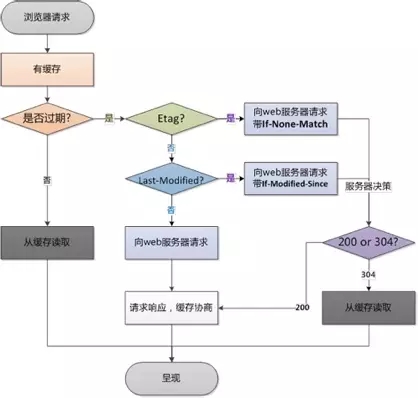 浏览器请求
有缓存
是否过期?
是
Etag?
是
向web服务器请求
带If-None-Match
否
否
Last-Modified?
是
向web服务器请求
带If-Modified-Since
服务器决策
否
从缓存读取
向web服务器请求
200 or 304?
304
请求响应，缓存协商
200
从缓存读取
呈现